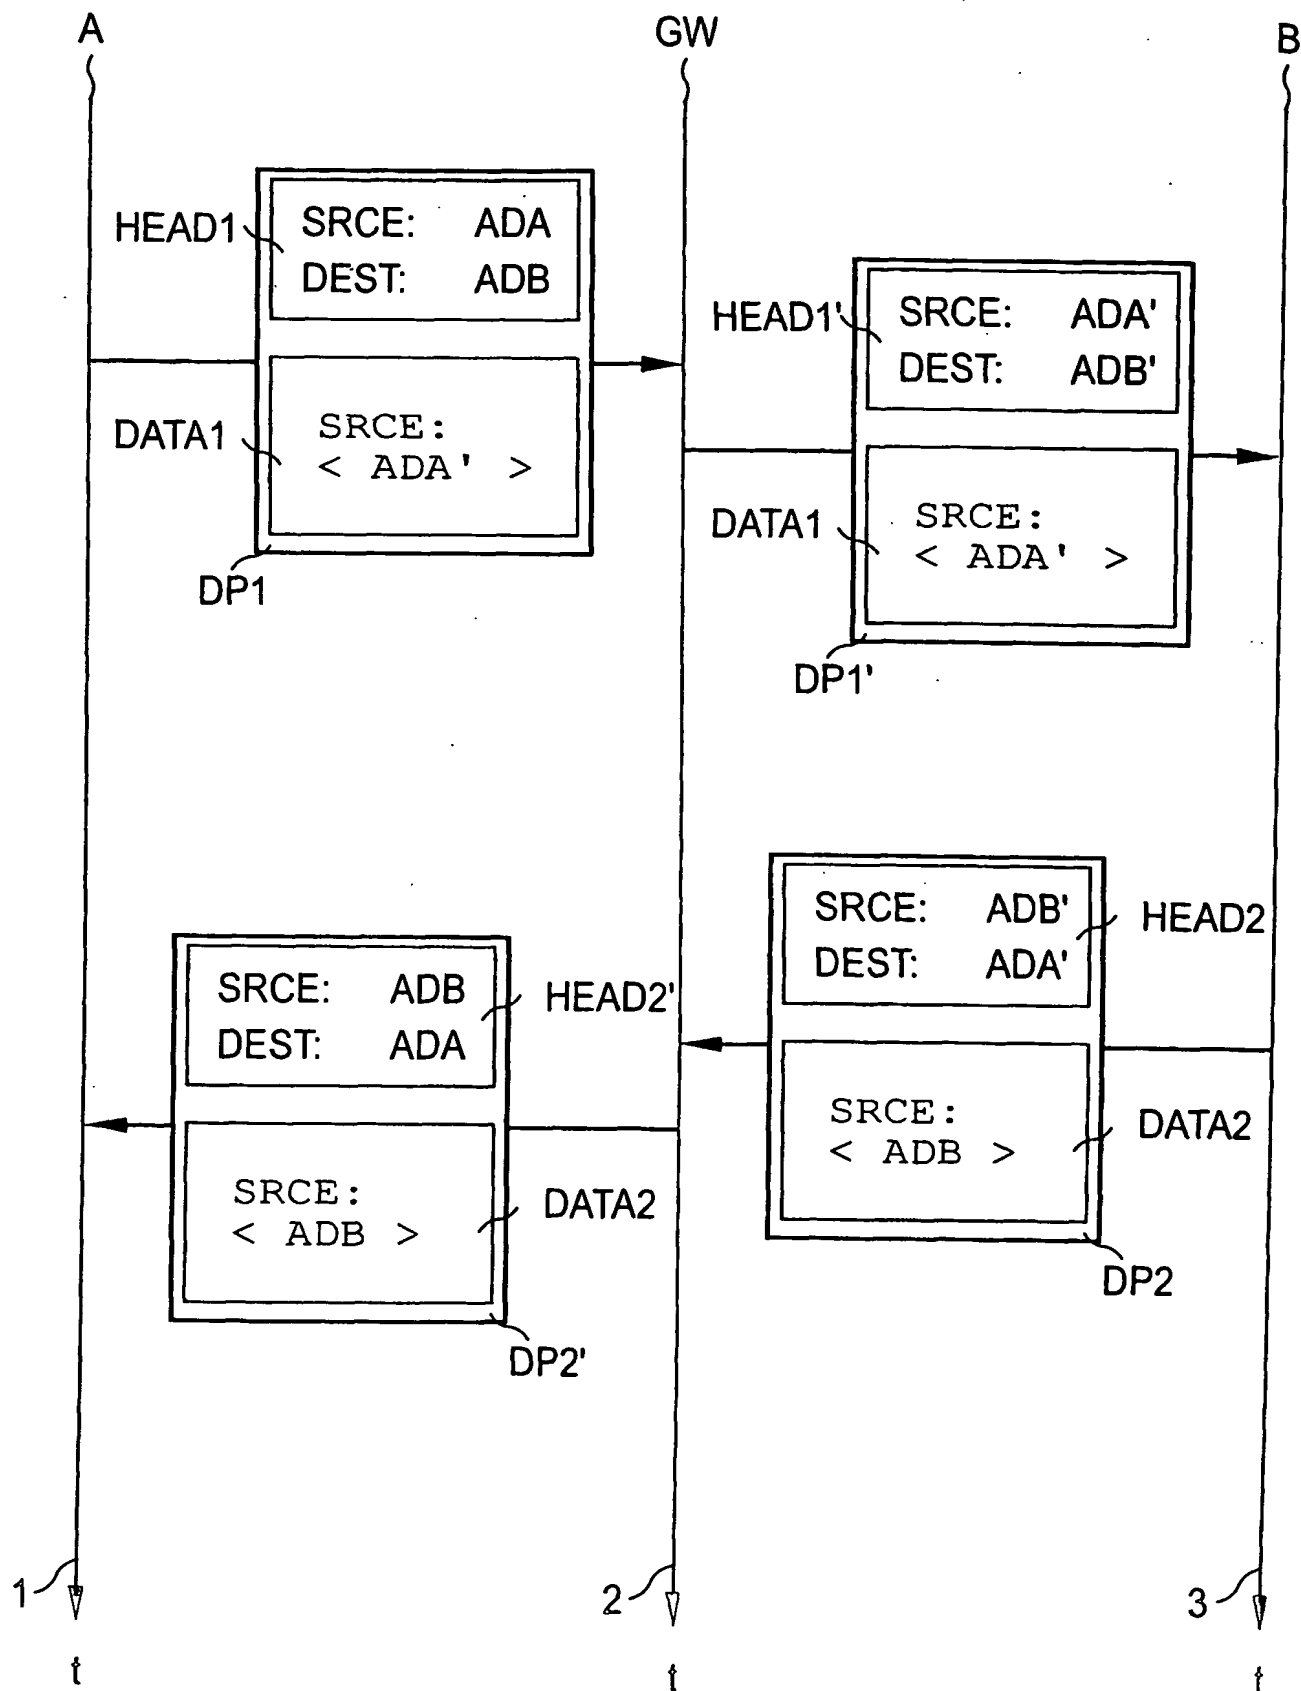 A
GW
B
HEAD1
SRCE: ADA
DEST: ADB
DATA1
SRCE:
< ADA' >
DP1
HEAD1'
SRCE: ADA'
DEST: ADB'
DATA1
SRCE:
< ADA' >
DP1'
SRCE: ADB'
DEST: ADA'
HEAD2
SRCE:
< ADB >
DATA2
DP2
SRCE: ADB
DEST: ADA
HEAD2'
SRCE:
< ADB >
DATA2
DP2'
1
2
3
t
t
t